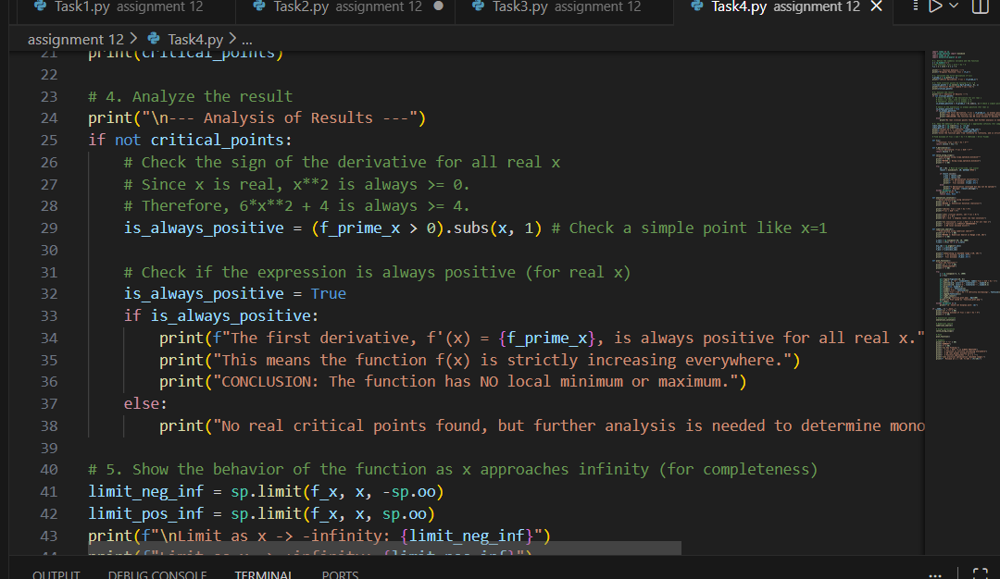 Task1.py assignment 12 Task2.py assignment 12 Task3.py assignment 12 Task4.py assignment 12
assignment 12 > Task4.py > ...
21 print(critical_points)
22
23 # 4. Analyze the result
24 print("\n--- Analysis of Results ---")
25 if not critical_points:
26 # Check the sign of the derivative for all real x
27 # Since x is real, x**2 is always >= 0.
28 # Therefore, 6*x**2 + 4 is always >= 4.
29 is_always_positive = (f_prime_x > 0).subs(x, 1) # Check a simple point like x=1
30
31 # Check if the expression is always positive (for real x)
32 is_always_positive = True
33 if is_always_positive:
34 print(f"The first derivative, f'(x) = {f_prime_x}, is always positive for all real x."
35 print("This means the function f(x) is strictly increasing everywhere.")
36 print("CONCLUSION: The function has NO local minimum or maximum.")
37 else:
38 print("No real critical points found, but further analysis is needed to determine mono
39
40 # 5. Show the behavior of the function as x approaches infinity (for completeness)
41 limit_neg_inf = sp.limit(f_x, x, -sp.oo)
42 limit_pos_inf = sp.limit(f_x, x, sp.oo)
43 print(f"\nLimit as x -> -infinity: {limit_neg_inf}")
44 print(f"Limit as x -> +infinity: {limit_pos_inf}")
OUTPUT DEBUG CONSOLE TERMINAL PORTS